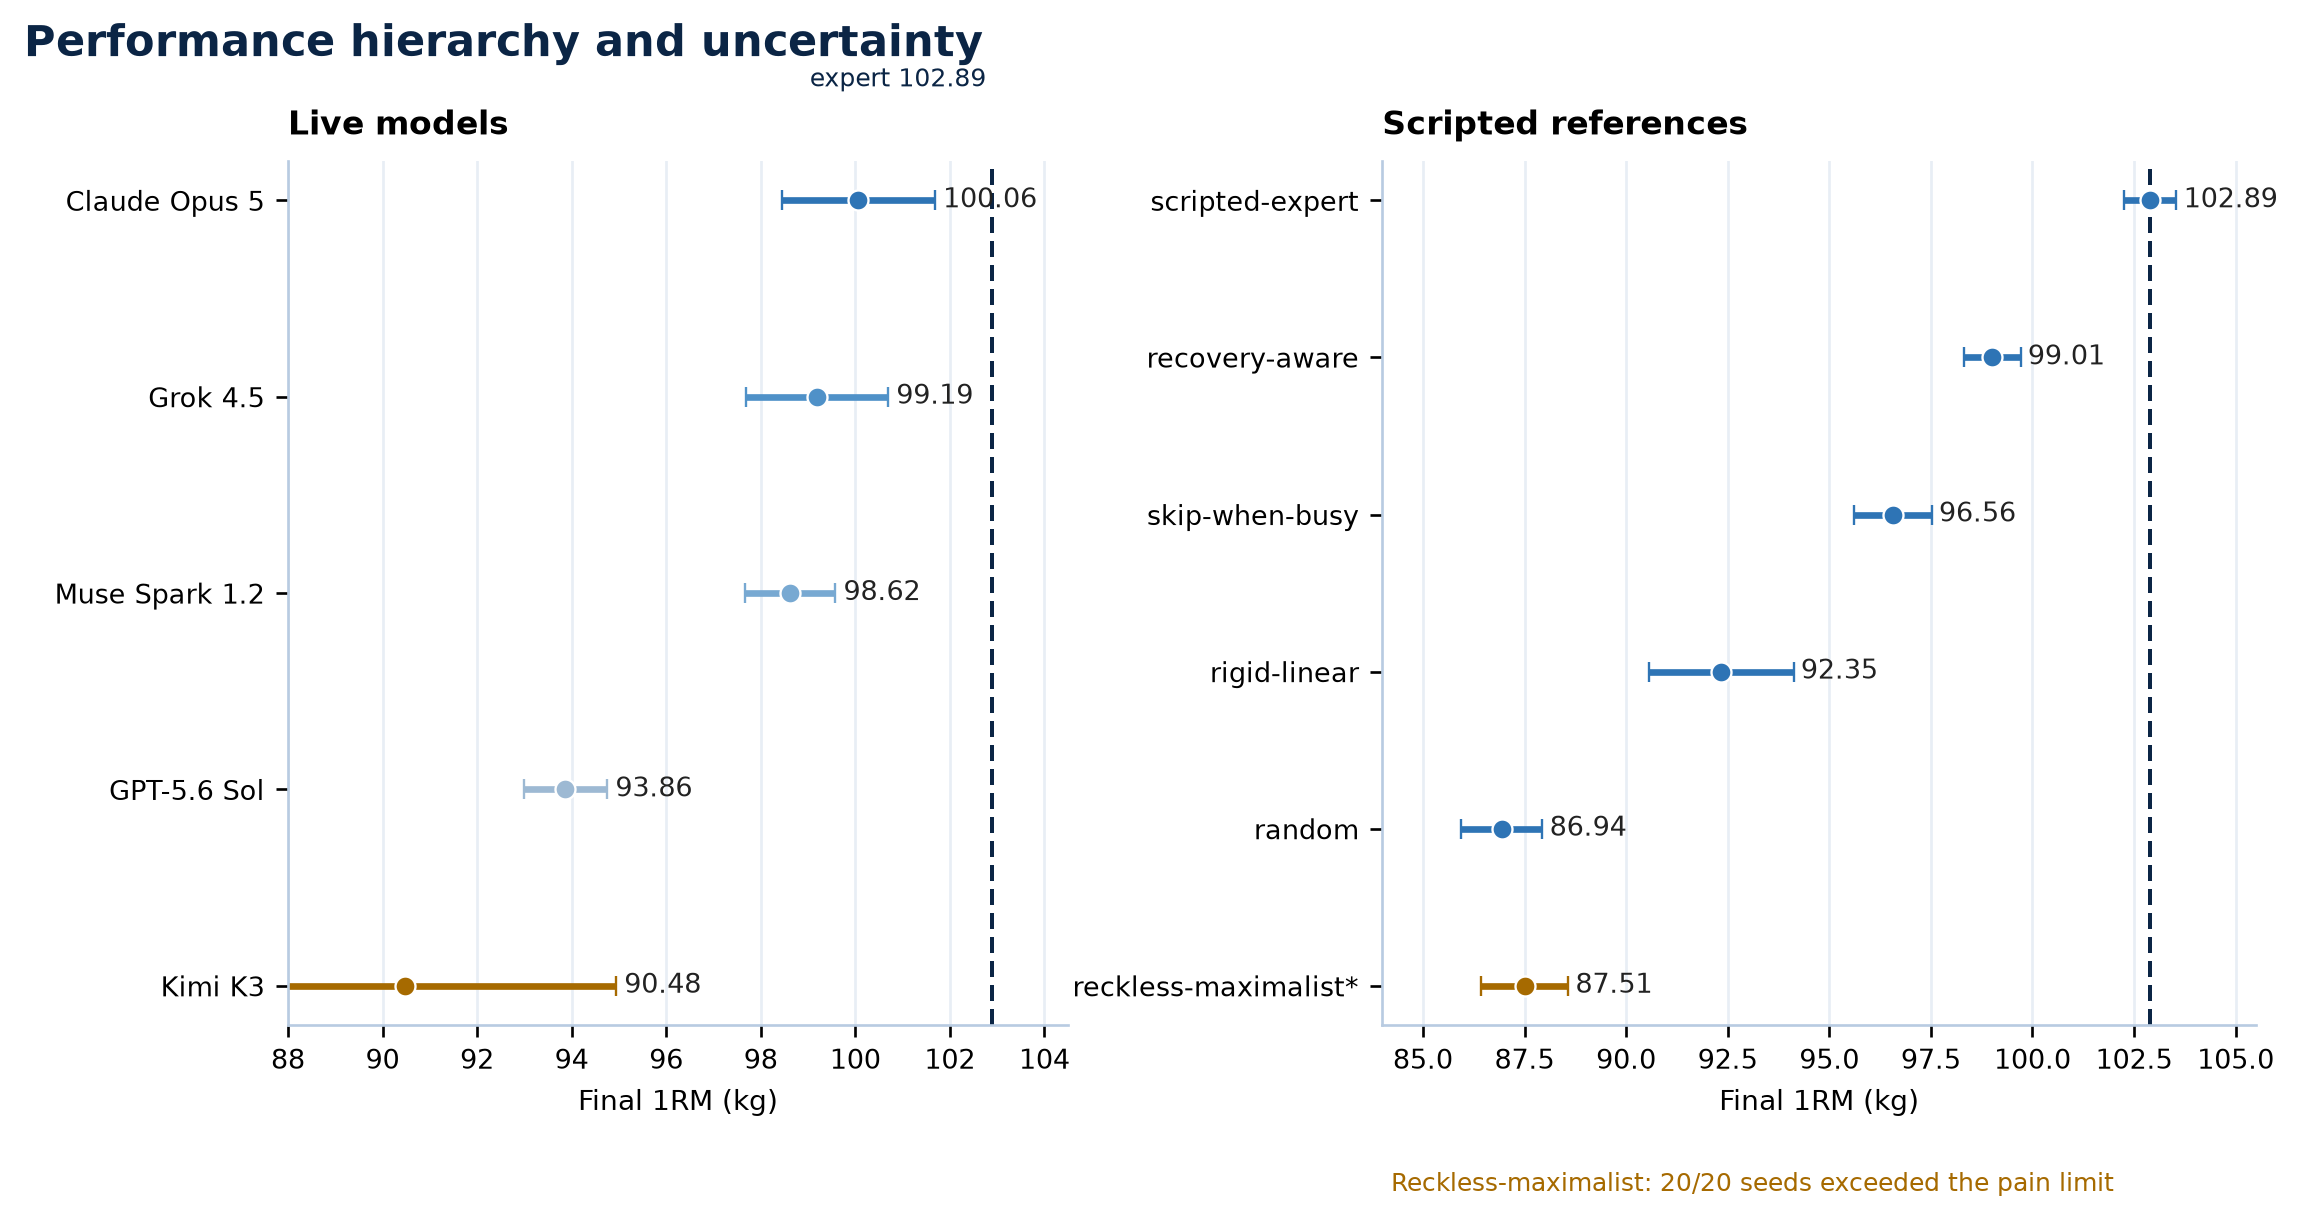 Performance hierarchy and uncertainty
expert 102.89
Live models
Claude Opus 5
100.06
Grok 4.5
99.19
Muse Spark 1.2
98.62
GPT-5.6 Sol
93.86
Kimi K3
90.48
88 90 92 94 96 98 100 102 104
Final 1RM (kg)
Scripted references
scripted-expert
102.89
recovery-aware
99.01
skip-when-busy
96.56
rigid-linear
92.35
random
86.94
reckless-maximalist*
87.51
85.0 87.5 90.0 92.5 95.0 97.5 100.0 102.5 105.0
Final 1RM (kg)
Reckless-maximalist: 20/20 seeds exceeded the pain limit